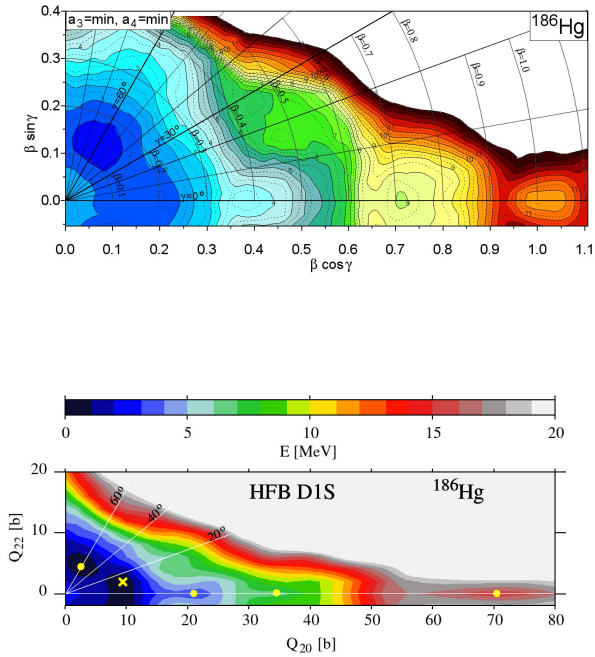 a3=min, a4=min
186Hg
β=0.7
β=0.8
β=0.9
β=1.0
β=0.5
β=0.4
β=0.1
γ=60°
γ=30°
γ=0°
0.4
0.3
0.2
0.1
0.0
β sinγ
0.0 0.1 0.2 0.3 0.4 0.5 0.6 0.7 0.8 0.9 1.0 1.1
β cosγ
0 5 10 15 20
E [MeV]
20
10
0
Q22 [b]
HFB D1S
186Hg
60° 40° 20°
0 10 20 30 40 50 60 70 80
Q20 [b]